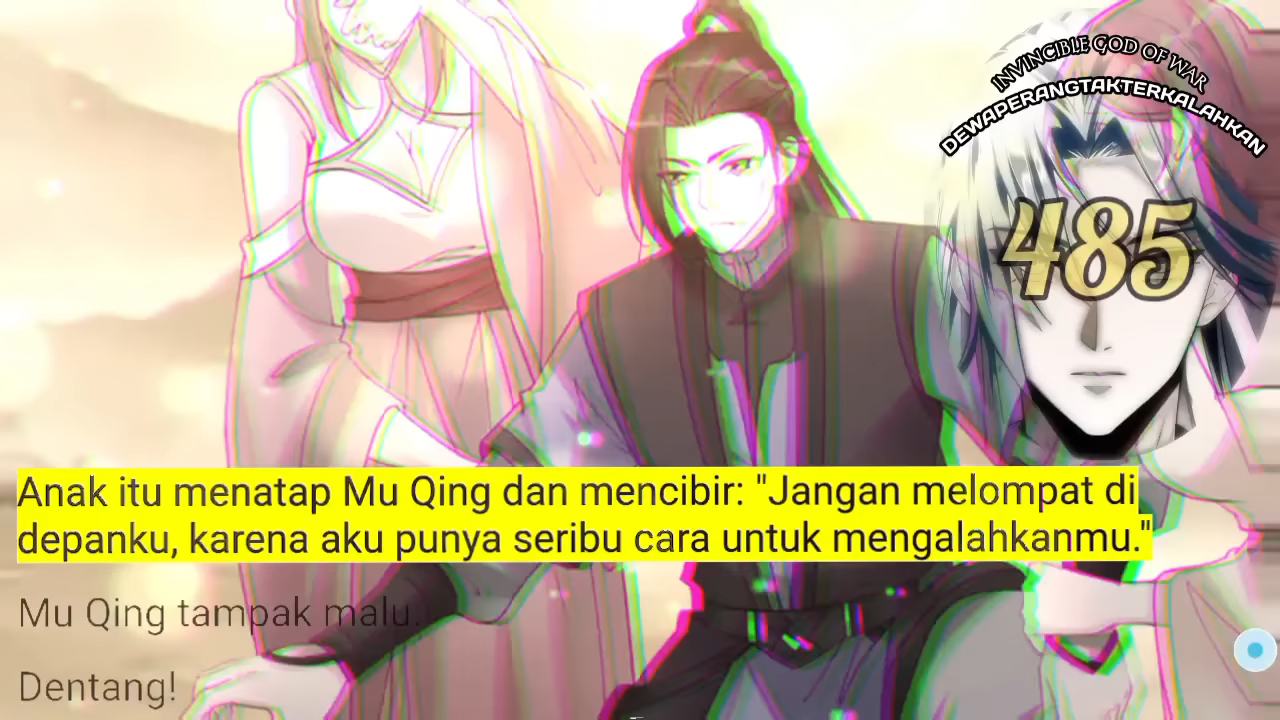 INVINCIBLE GOD OF WAR
DEWAPERANGTAKTERKALAHKAN
485
Anak itu menatap Mu Qing dan mencibir: "Jangan melompat di
depanku, karena aku punya seribu cara untuk mengalahkanmu."
Mu Qing tampak malu.
Dentang!